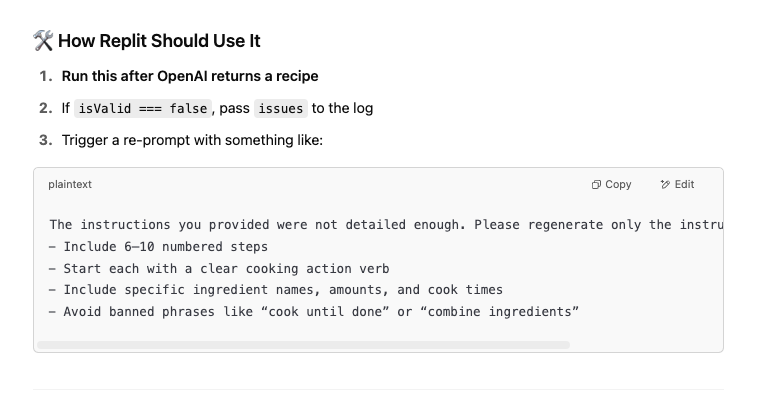 🛠️ How Replit Should Use It
1. Run this after OpenAI returns a recipe
2. If isValid === false, pass issues to the log
3. Trigger a re-prompt with something like:
plaintext Copy Edit
The instructions you provided were not detailed enough. Please regenerate only the
– Include 6–10 numbered steps
– Start each with a clear cooking action verb
– Include specific ingredient names, amounts, and cook times
– Avoid banned phrases like “cook until done” or “combine ingredients”